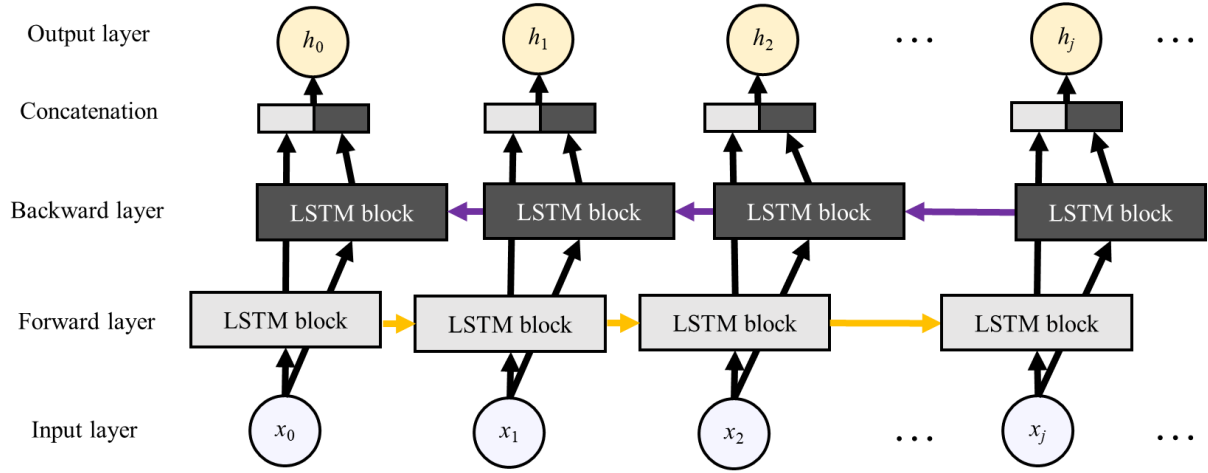 Output layer h0 h1 h2 ... hj ...
Concatenation
Backward layer LSTM block LSTM block LSTM block LSTM block
Forward layer LSTM block LSTM block LSTM block LSTM block
Input layer x0 x1 x2 ... xj ...